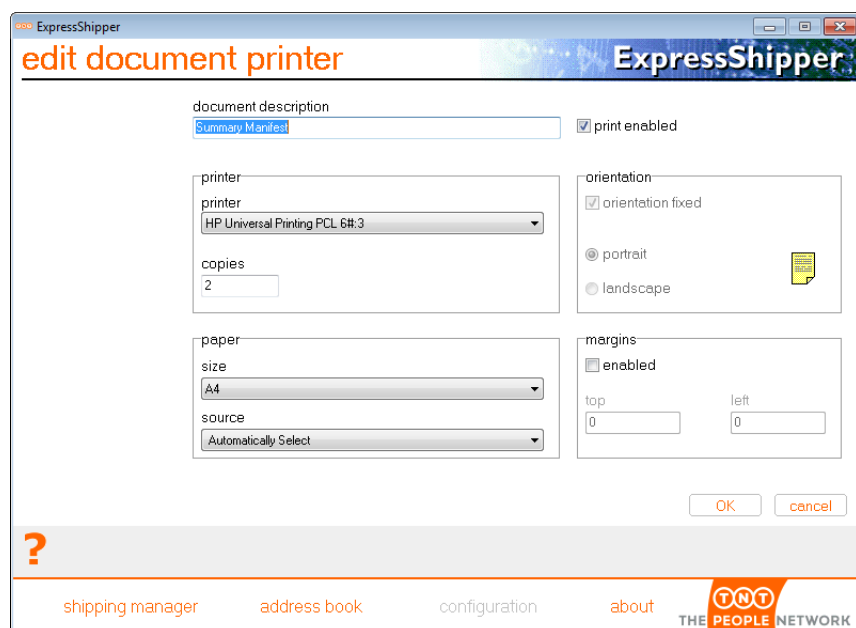 ExpressShipper
edit document printer
ExpressShipper
document description
Summary Manifest
print enabled
printer
printer
HP Universal Printing PCL 6#:3
copies
2
orientation
orientation fixed
portrait
landscape
paper
size
A4
source
Automatically Select
margins
enabled
top
left
0
0
OK
cancel
?
shipping manager
address book
configuration
about
TNT
THE PEOPLE NETWORK